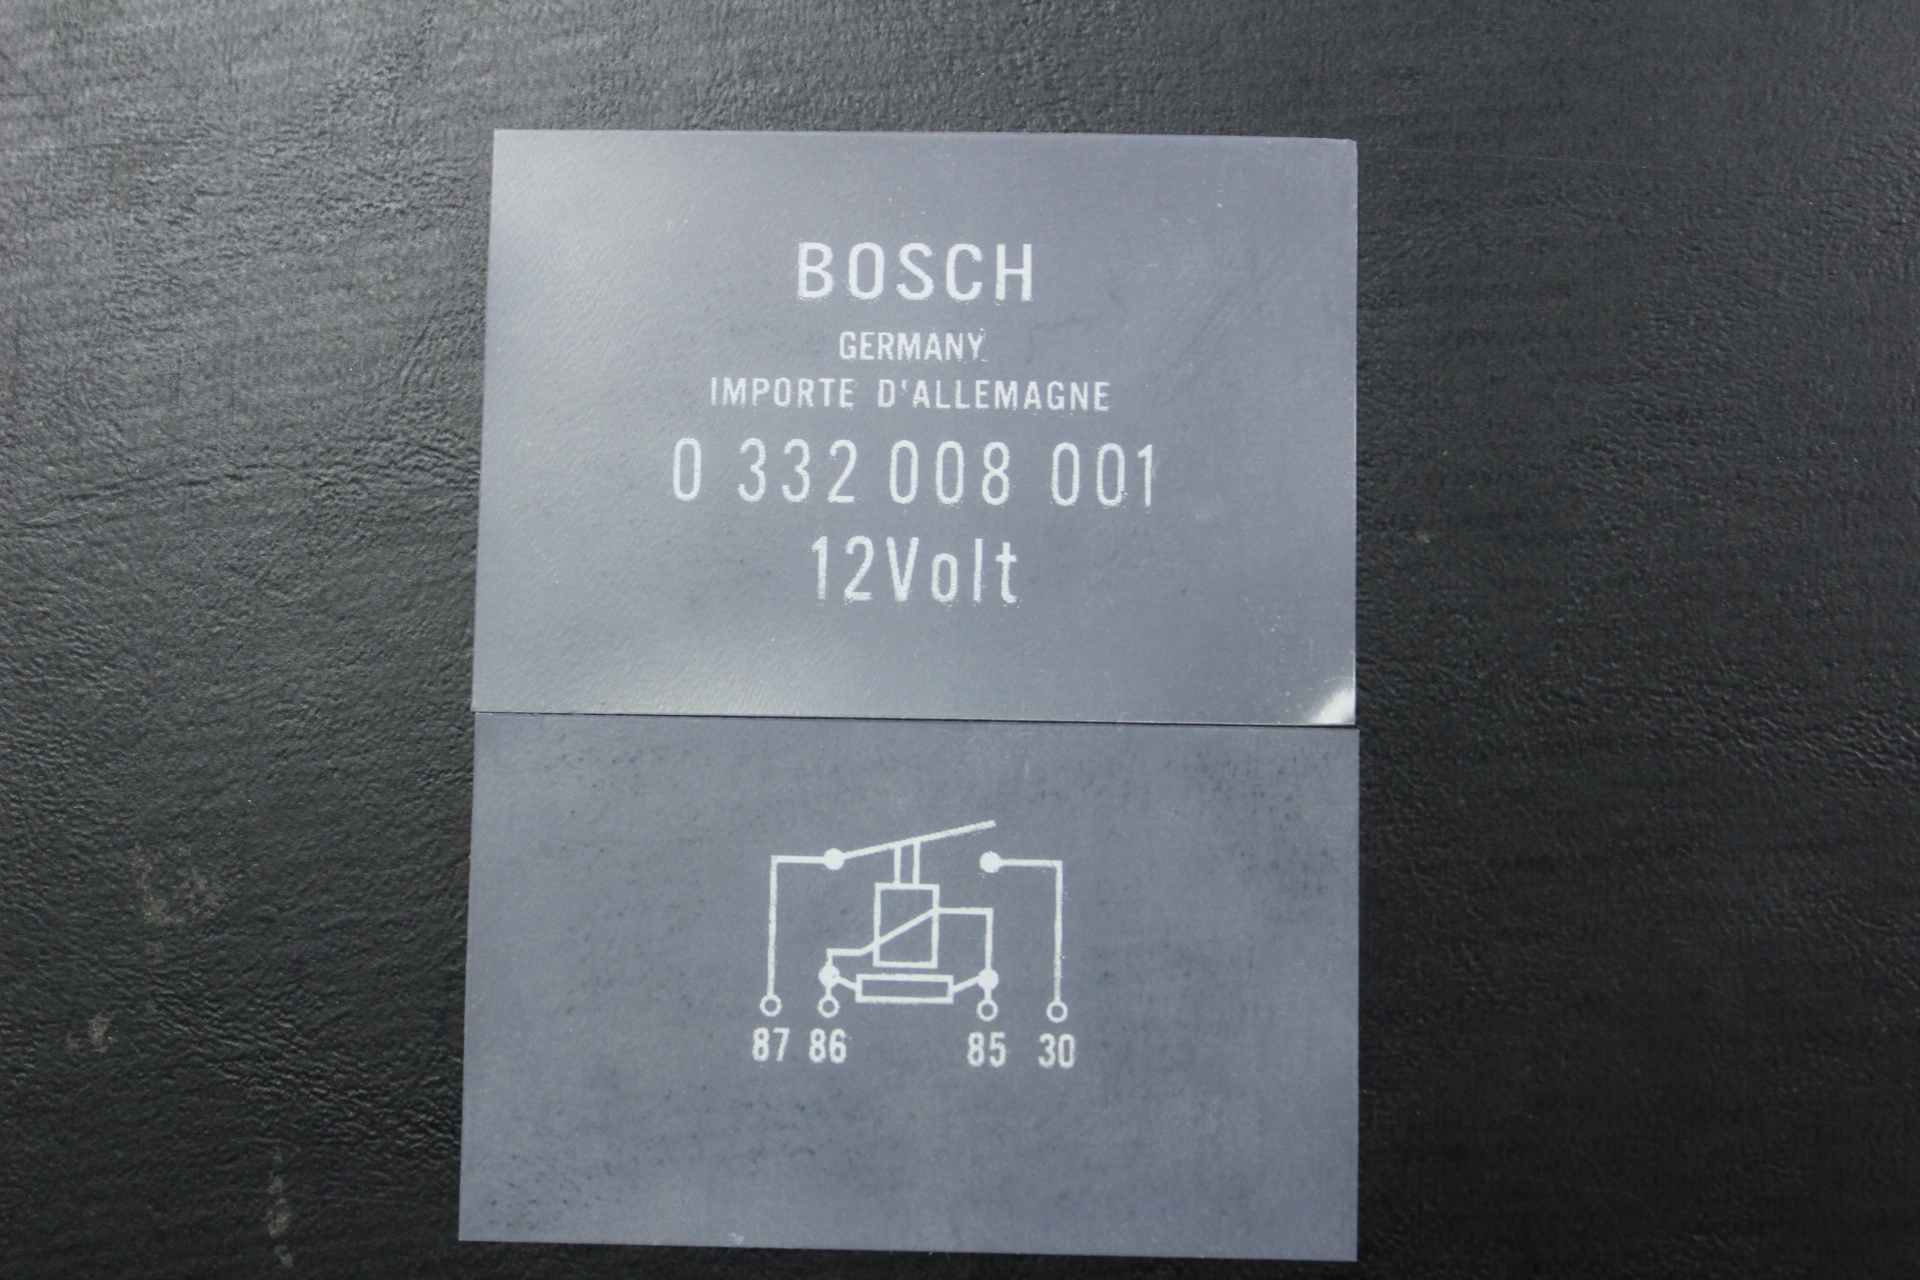 BOSCH
GERMANY
IMPORTE D'ALLEMAGNE
0 332 008 001
12Volt
87 86 85 30